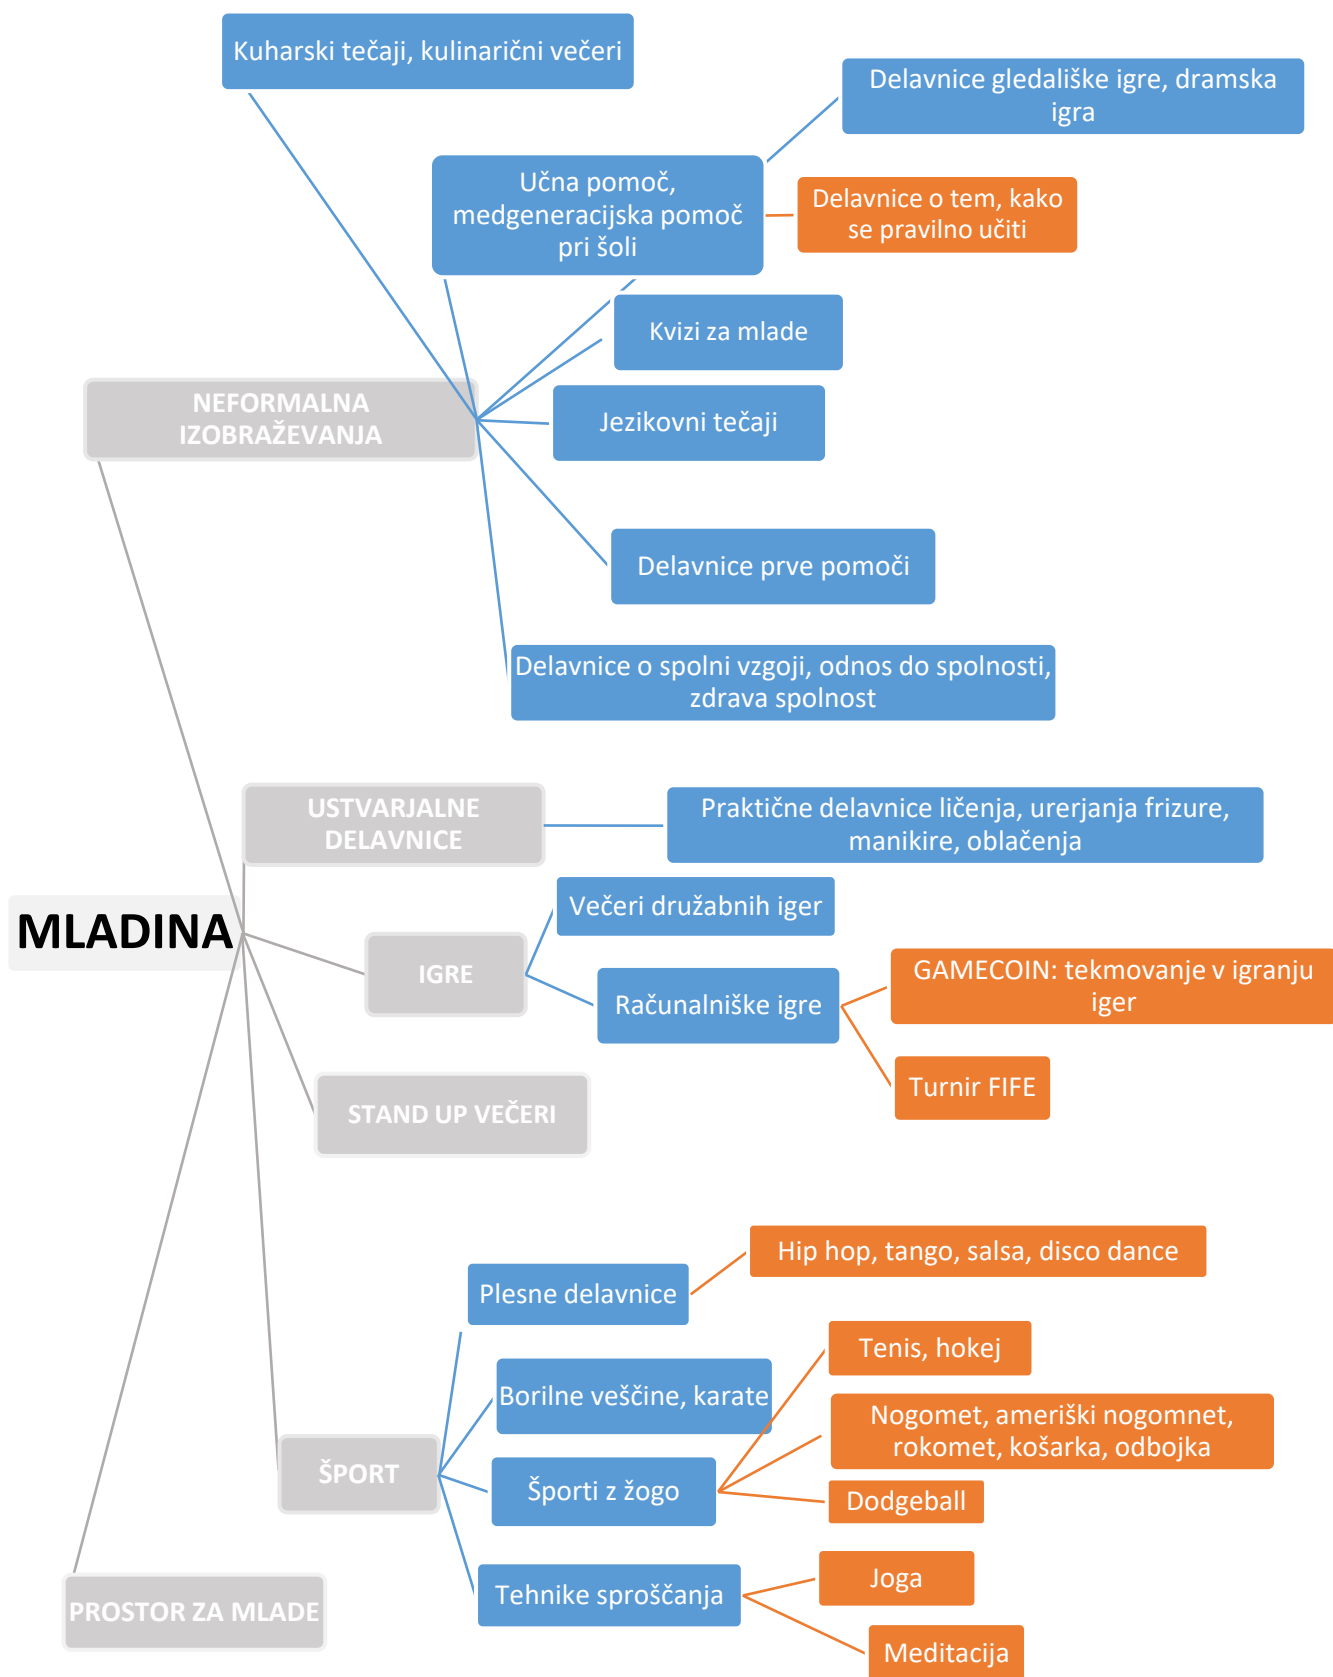 Kuharski tečaji, kulinarični večeri
Delavnice gledališke igre, dramska
igra
Učna pomoč,
medgeneracijska pomoč
pri šoli
Delavnice o tem, kako
se pravilno učiti
Kvizi za mlade
NEFORMALNA
IZOBRAŽEVANJA
Jezikovni tečaji
Delavnice prve pomoči
Delavnice o spolni vzgoji, odnos do spolnosti,
zdrava spolnost
USTVARJALNE
DELAVNICE
Praktične delavnice ličenja, urerjanja frizure,
manikire, oblačenja
MLADINA
Večeri družabnih iger
IGRE
Računalniške igre
GAMECOIN: tekmovanje v igranju
iger
Turnir FIFE
STAND UP VEČERI
Hip hop, tango, salsa, disco dance
Plesne delavnice
Tenis, hokej
Borilne veščine, karate
Nogomet, ameriški nogomnet,
rokomet, košarka, odbojka
ŠPORT
Športi z žogo
Dodgeball
Joga
Tehnike sproščanja
PROSTOR ZA MLADE
Meditacija